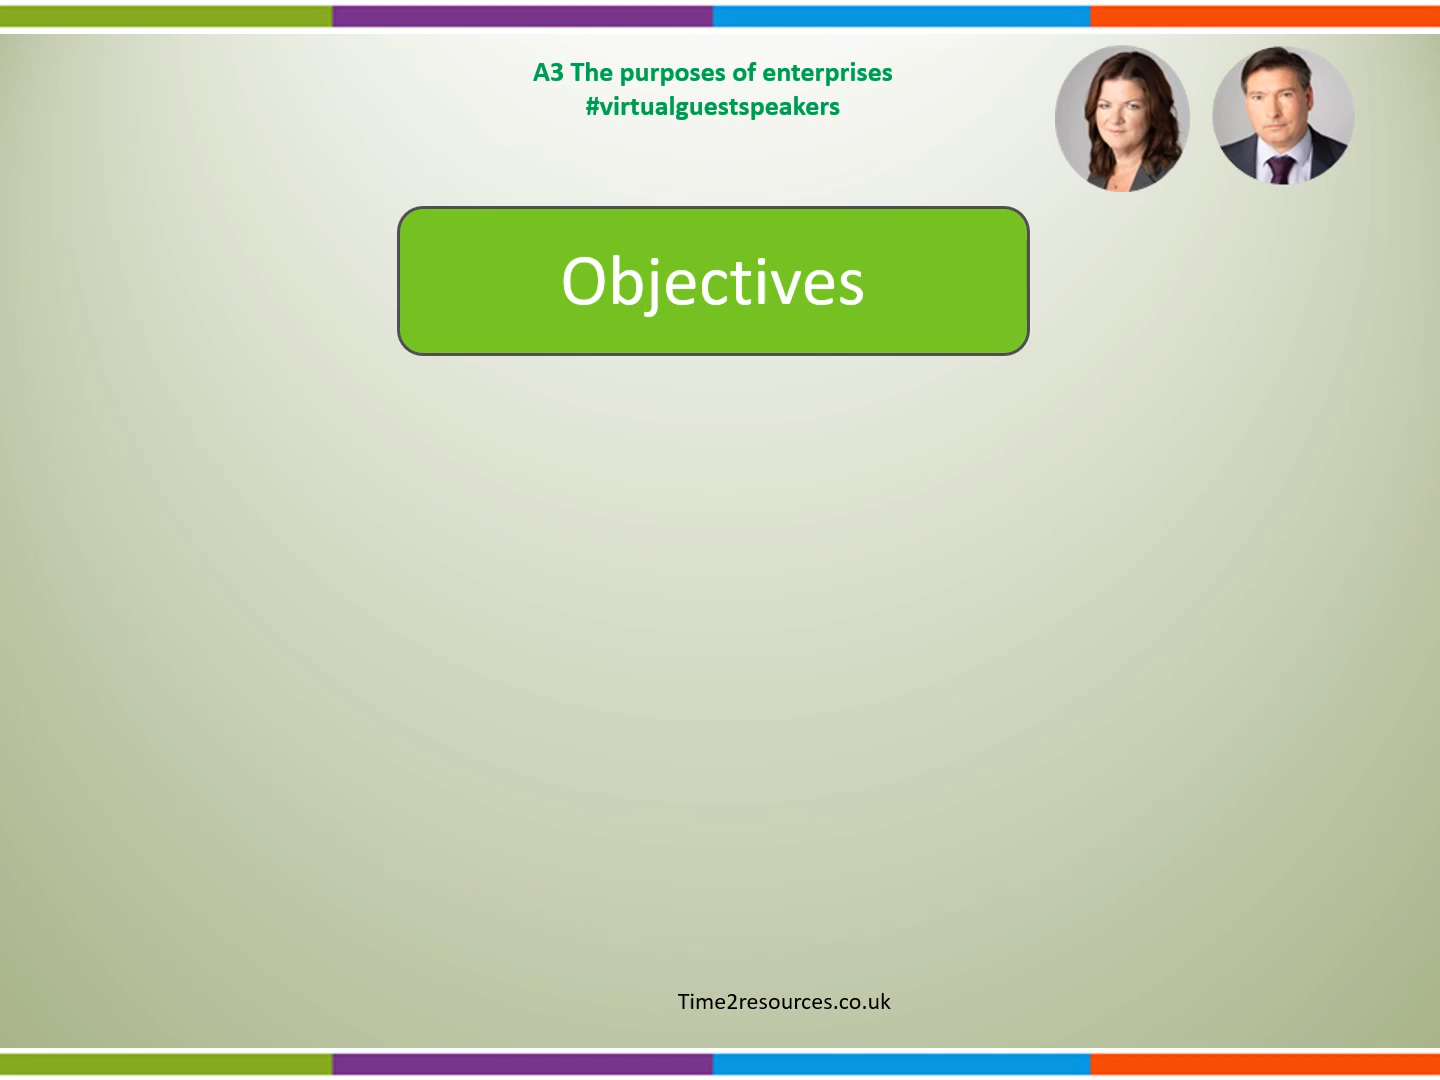 A3 The purposes of enterprises
#virtualguestspeakers
Objectives
Time2resources.co.uk